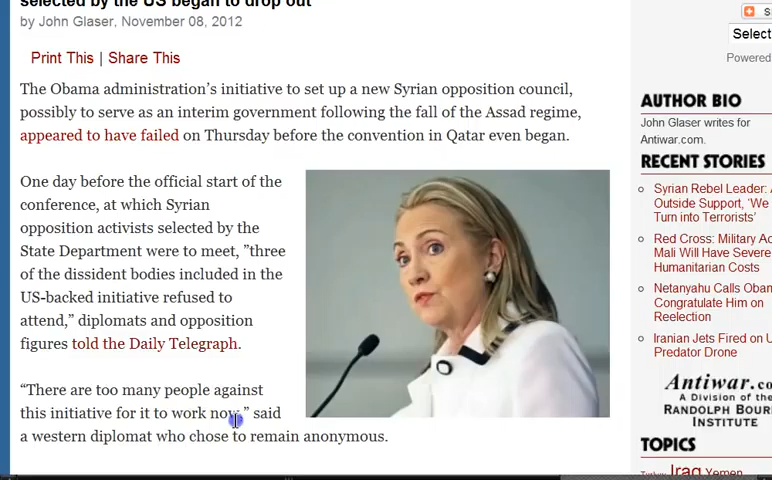 selected by the US began to drop out
by John Glaser, November 08, 2012
Print This | Share This
The Obama administration's initiative to set up a new Syrian opposition council,
possibly to serve as an interim government following the fall of the Assad regime,
appeared to have failed on Thursday before the convention in Qatar even began.
One day before the official start of the
conference, at which Syrian
opposition activists selected by the
State Department were to meet, "three
of the dissident bodies included in the
US-backed initiative refused to
attend," diplomats and opposition
figures told the Daily Telegraph.
"There are too many people against
this initiative for it to work now," said
a western diplomat who chose to remain anonymous.
S
Select
Powered
AUTHOR BIO
John Glaser writes for
Antiwar.com.
RECENT STORIES
Syrian Rebel Leader:
Outside Support, 'We
Turn into Terrorists'
Red Cross: Military Ac
Mali Will Have Severe
Humanitarian Costs
Netanyahu Calls Obam
Congratulate Him on
Reelection
Iranian Jets Fired on U
Predator Drone
Antiwar.co
A Division of the
RANDOLPH BOUR
INSTITUTE
TOPICS
Iraq Yemen